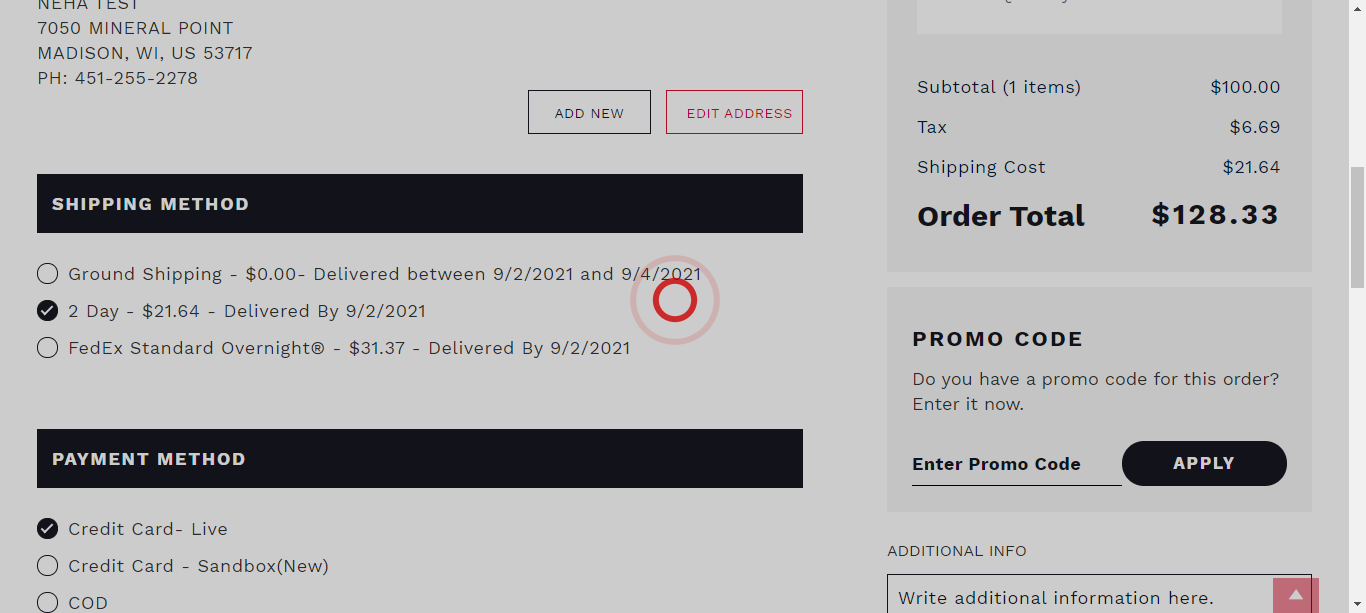 NEHA TEST
7050 MINERAL POINT
MADISON, WI, US 53717
PH: 451-255-2278
ADD NEW
EDIT ADDRESS
SHIPPING METHOD
Ground Shipping - $0.00- Delivered between 9/2/2021 and 9/4/2021
2 Day - $21.64 - Delivered By 9/2/2021
FedEx Standard Overnight® - $31.37 - Delivered By 9/2/2021
PAYMENT METHOD
Credit Card- Live
Credit Card - Sandbox(New)
COD
Subtotal (1 items) $100.00
Tax $6.69
Shipping Cost $21.64
Order Total $128.33
PROMO CODE
Do you have a promo code for this order?
Enter it now.
Enter Promo Code
APPLY
ADDITIONAL INFO
Write additional information here.